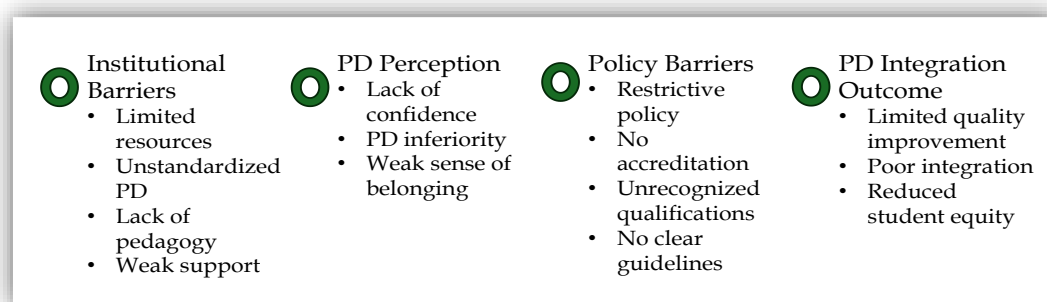 Institutional
Barriers
• Limited
resources
• Unstandardized
PD
• Lack of
pedagogy
• Weak support
PD Perception
• Lack of
confidence
• PD inferiority
• Weak sense of
belonging
Policy Barriers
• Restrictive
policy
• No
accreditation
• Unrecognized
qualifications
• No clear
guidelines
PD Integration
Outcome
• Limited quality
improvement
• Poor integration
• Reduced
student equity